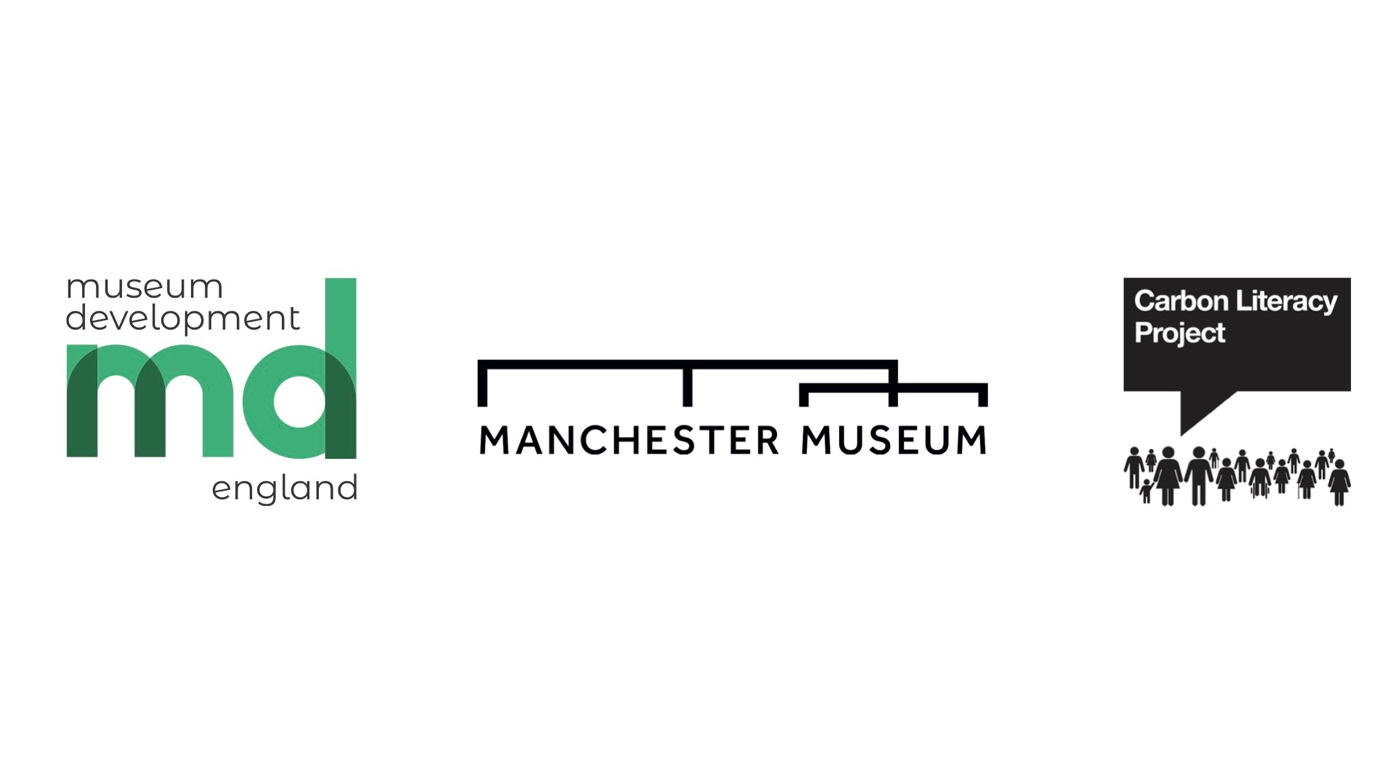 museum
development
md
england
MANCHESTER MUSEUM
Carbon Literacy
Project